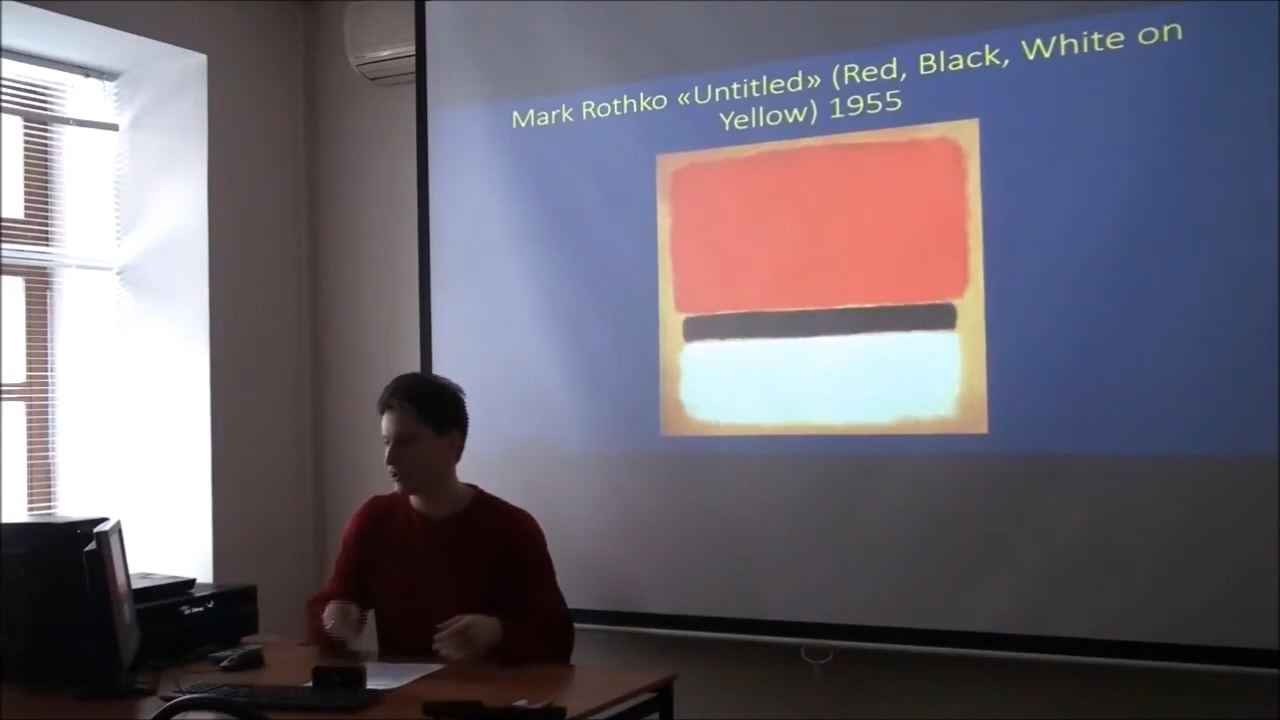 Mark Rothko «Untitled» (Red, Black, White on
Yellow) 1955